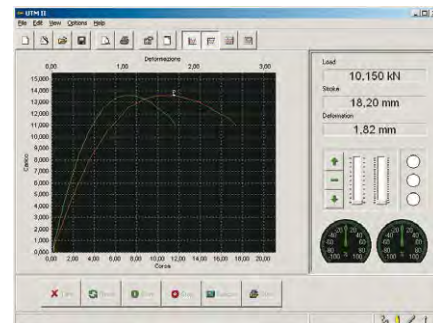 UTM II
File Edit View Options Help
Deformazione
0,00 1,00 2,00 3,00
15,000
14,000
13,000
12,000
11,000
10,000
9,000
8,000
7,000
6,000
5,000
4,000
3,000
2,000
1,000
0,000
Carico
0,00 2,00 4,00 6,00 8,00 10,00 12,00 14,00 16,00 18,00 20,00
Corsa
Load
10,150 kN
Stroke
18,20 mm
Deformation
1.82 mm